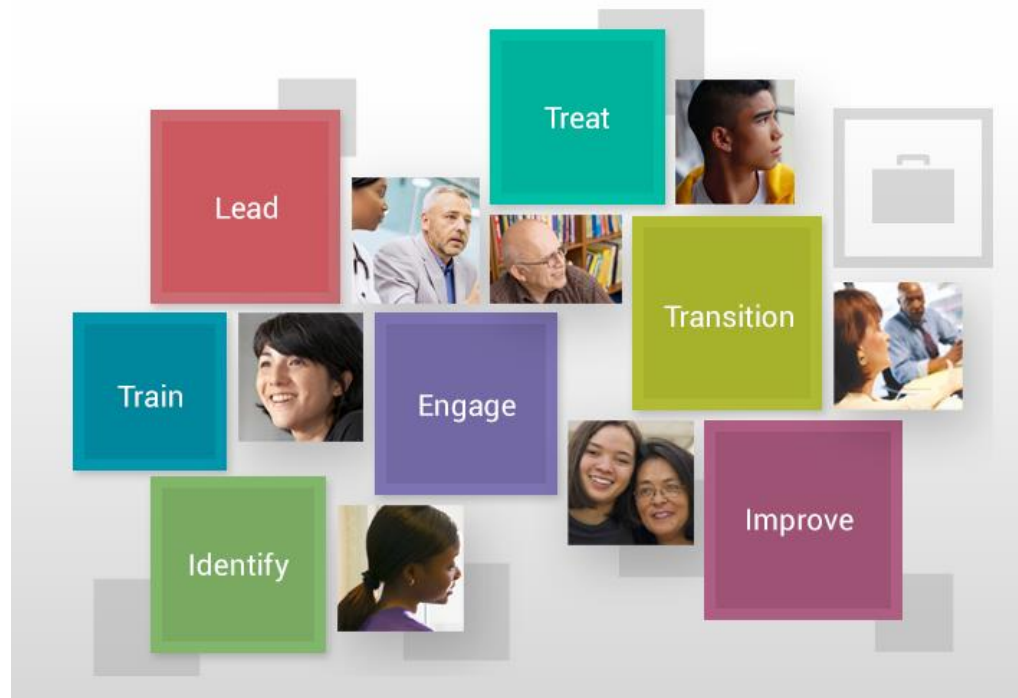 Treat
Lead
Transition
Train
Engage
Improve
Identify